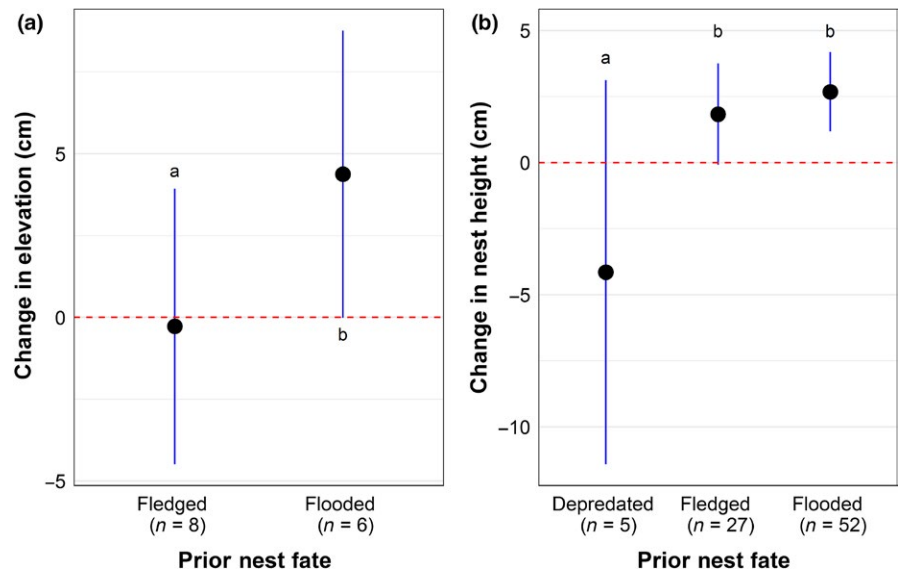 (a)
Change in elevation (cm)
5
0
−5
a
b
Fledged
(n = 8)
Flooded
(n = 6)
Prior nest fate
(b)
Change in nest height (cm)
5
0
−5
−10
a
b
b
Depredated
(n = 5)
Fledged
(n = 27)
Flooded
(n = 52)
Prior nest fate